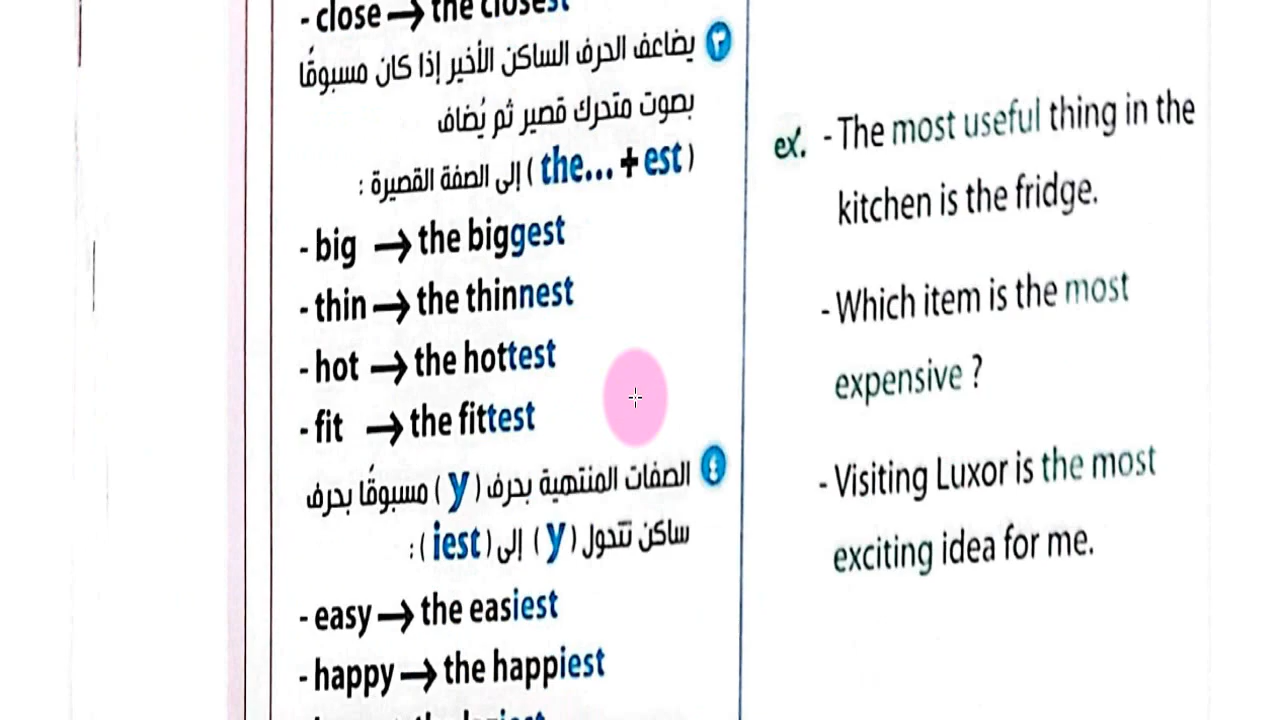 - close → the closest
٣ يضاعف الحرف الساكن الأخير إذا كان مسبوقًا
بصوت متحرك قصير ثم يُضاف
( the... + est ) إلى الصفة القصيرة :
- big → the biggest
- thin → the thinnest
- hot → the hottest
- fit → the fittest
٤ الصفات المنتهية بحرف ( y ) مسبوقًا بحرف
ساكن تتحول ( y ) إلى ( iest ) :
- easy → the easiest
- happy → the happiest
ex. - The most useful thing in the
kitchen is the fridge.
- Which item is the most
expensive ?
- Visiting Luxor is the most
exciting idea for me.